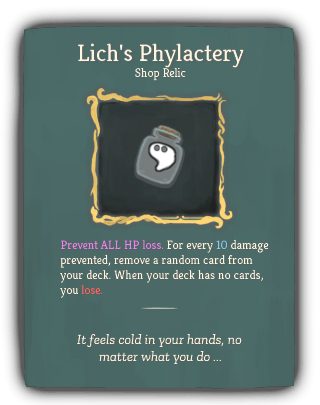 Lich's Phylactery
Shop Relic
Prevent ALL HP loss. For every 10 damage
prevented, remove a random card from
your deck. When your deck has no cards,
you lose.
It feels cold in your hands, no
matter what you do ...